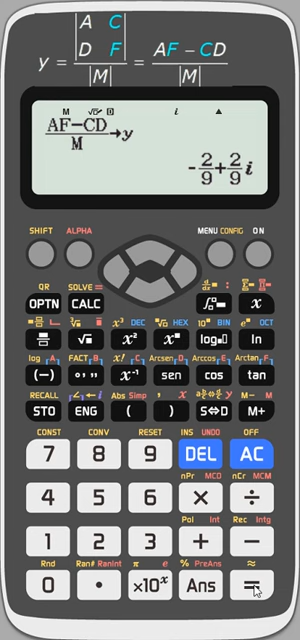 y = |A C D F| / |M| = AF − CD / |M|
M √▱ D i ▲
AF−CD/M→y
-2/9+2/9i
SHIFT ALPHA MENU CONFIG ON
QR SOLVE = :
OPTN CALC x
x³ DEC HEX 10 BIN e OCT
√ x² log ln
log A FACT B x! C Arcsen D Arccos E Arctan F
(−) ° ’ ” x⁻¹ sen cos tan
RECALL ∠ ←i Abs Simp , x y M− M
STO ENG ( ) S⇔D M+
CONST CONV RESET INS UNDO OFF
7 8 9 DEL AC
nPr MCD nCr MCM
4 5 6 × ÷
Pol Int Rec Intg
1 2 3 + −
Rnd Ran# RanInt π e % PreAns ≈
0 • ×10ˣ Ans =